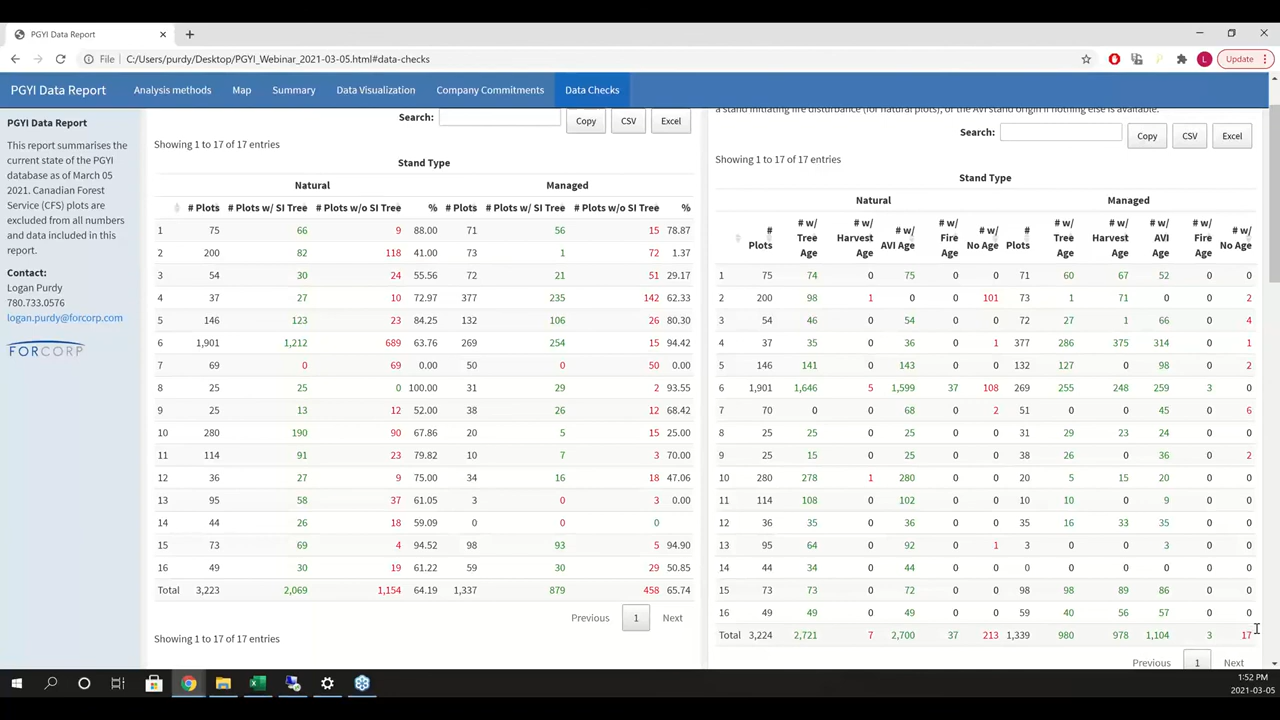 PGYI Data Report
File C:/Users/purdy/Desktop/PGYI_Webinar_2021-03-05.html#data-checks
L Update
PGYI Data Report Analysis methods Map Summary Data Visualization Company Commitments Data Checks
PGYI Data Report
This report summarises the
current state of the PGYI
database as of March 05
2021. Canadian Forest
Service (CFS) plots are
excluded from all numbers
and data included in this
report.
Contact:
Logan Purdy
780.733.0576
logan.purdy@forcorp.com
FORCORP
Search: Copy CSV Excel
Showing 1 to 17 of 17 entries
Stand Type
Natural Managed
# Plots # Plots w/ SI Tree # Plots w/o SI Tree % # Plots # Plots w/ SI Tree # Plots w/o SI Tree %
1 75 66 9 88.00 71 56 15 78.87
2 200 82 118 41.00 73 1 72 1.37
3 54 30 24 55.56 72 21 51 29.17
4 37 27 10 72.97 377 235 142 62.33
5 146 123 23 84.25 132 106 26 80.30
6 1,901 1,212 689 63.76 269 254 15 94.42
7 69 0 69 0.00 50 0 50 0.00
8 25 25 0 100.00 31 29 2 93.55
9 25 13 12 52.00 38 26 12 68.42
10 280 190 90 67.86 20 5 15 25.00
11 114 91 23 79.82 10 7 3 70.00
12 36 27 9 75.00 34 16 18 47.06
13 95 58 37 61.05 3 0 3 0.00
14 44 26 18 59.09 0 0 0
15 73 69 4 94.52 98 93 5 94.90
16 49 30 19 61.22 59 30 29 50.85
Total 3,223 2,069 1,154 64.19 1,337 879 458 65.74
Previous 1 Next
Showing 1 to 17 of 17 entries
a stand initiating fire disturbance (for natural plots), or the AVI stand origin if nothing else is available.
Search: Copy CSV Excel
Showing 1 to 17 of 17 entries
Stand Type
Natural Managed
# Plots # w/ Tree Age # w/ Harvest Age # w/ AVI Age # w/ Fire Age # w/ No Age # Plots # w/ Tree Age # w/ Harvest Age # w/ AVI Age # w/ Fire Age # w/ No Age
1 75 74 0 75 0 0 71 60 67 52 0 0
2 200 98 1 0 0 101 73 1 71 0 0 2
3 54 46 0 54 0 0 72 27 1 66 0 4
4 37 35 0 36 0 1 377 286 375 314 0 1
5 146 141 0 143 0 0 132 127 0 98 0 2
6 1,901 1,646 5 1,599 37 108 269 255 248 259 3 0
7 70 0 0 68 0 2 51 0 0 45 0 6
8 25 25 0 25 0 0 31 29 23 24 0 0
9 25 15 0 25 0 0 38 26 0 36 0 2
10 280 278 1 280 0 0 20 5 15 20 0 0
11 114 108 0 102 0 0 10 10 0 9 0 0
12 36 35 0 36 0 0 35 16 33 35 0 0
13 95 64 0 92 0 1 3 0 0 3 0 0
14 44 34 0 44 0 0 0 0 0 0 0 0
15 73 73 0 72 0 0 98 98 89 86 0 0
16 49 49 0 49 0 0 59 40 56 57 0 0
Total 3,224 2,721 7 2,700 37 213 1,339 980 978 1,104 3 17
Previous 1 Next
1:52 PM
2021-03-05